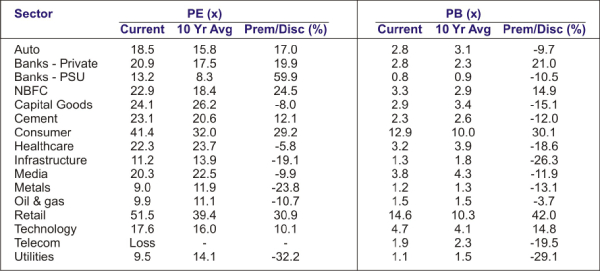 Sector PE (x) PB (x)
Current 10 Yr Avg Prem/Disc (%) Current 10 Yr Avg Prem/Disc (%)
Auto 18.5 15.8 17.0 2.8 3.1 -9.7
Banks - Private 20.9 17.5 19.9 2.8 2.3 21.0
Banks - PSU 13.2 8.3 59.9 0.8 0.9 -10.5
NBFC 22.9 18.4 24.5 3.3 2.9 14.9
Capital Goods 24.1 26.2 -8.0 2.9 3.4 -15.1
Cement 23.1 20.6 12.1 2.3 2.6 -12.0
Consumer 41.4 32.0 29.2 12.9 10.0 30.1
Healthcare 22.3 23.7 -5.8 3.2 3.9 -18.6
Infrastructure 11.2 13.9 -19.1 1.3 1.8 -26.3
Media 20.3 22.5 -9.9 3.8 4.3 -11.9
Metals 9.0 11.9 -23.8 1.2 1.3 -13.1
Oil & gas 9.9 11.1 -10.7 1.5 1.5 -3.7
Retail 51.5 39.4 30.9 14.6 10.3 42.0
Technology 17.6 16.0 10.1 4.7 4.1 14.8
Telecom Loss - - 1.9 2.3 -19.5
Utilities 9.5 14.1 -32.2 1.1 1.5 -29.1